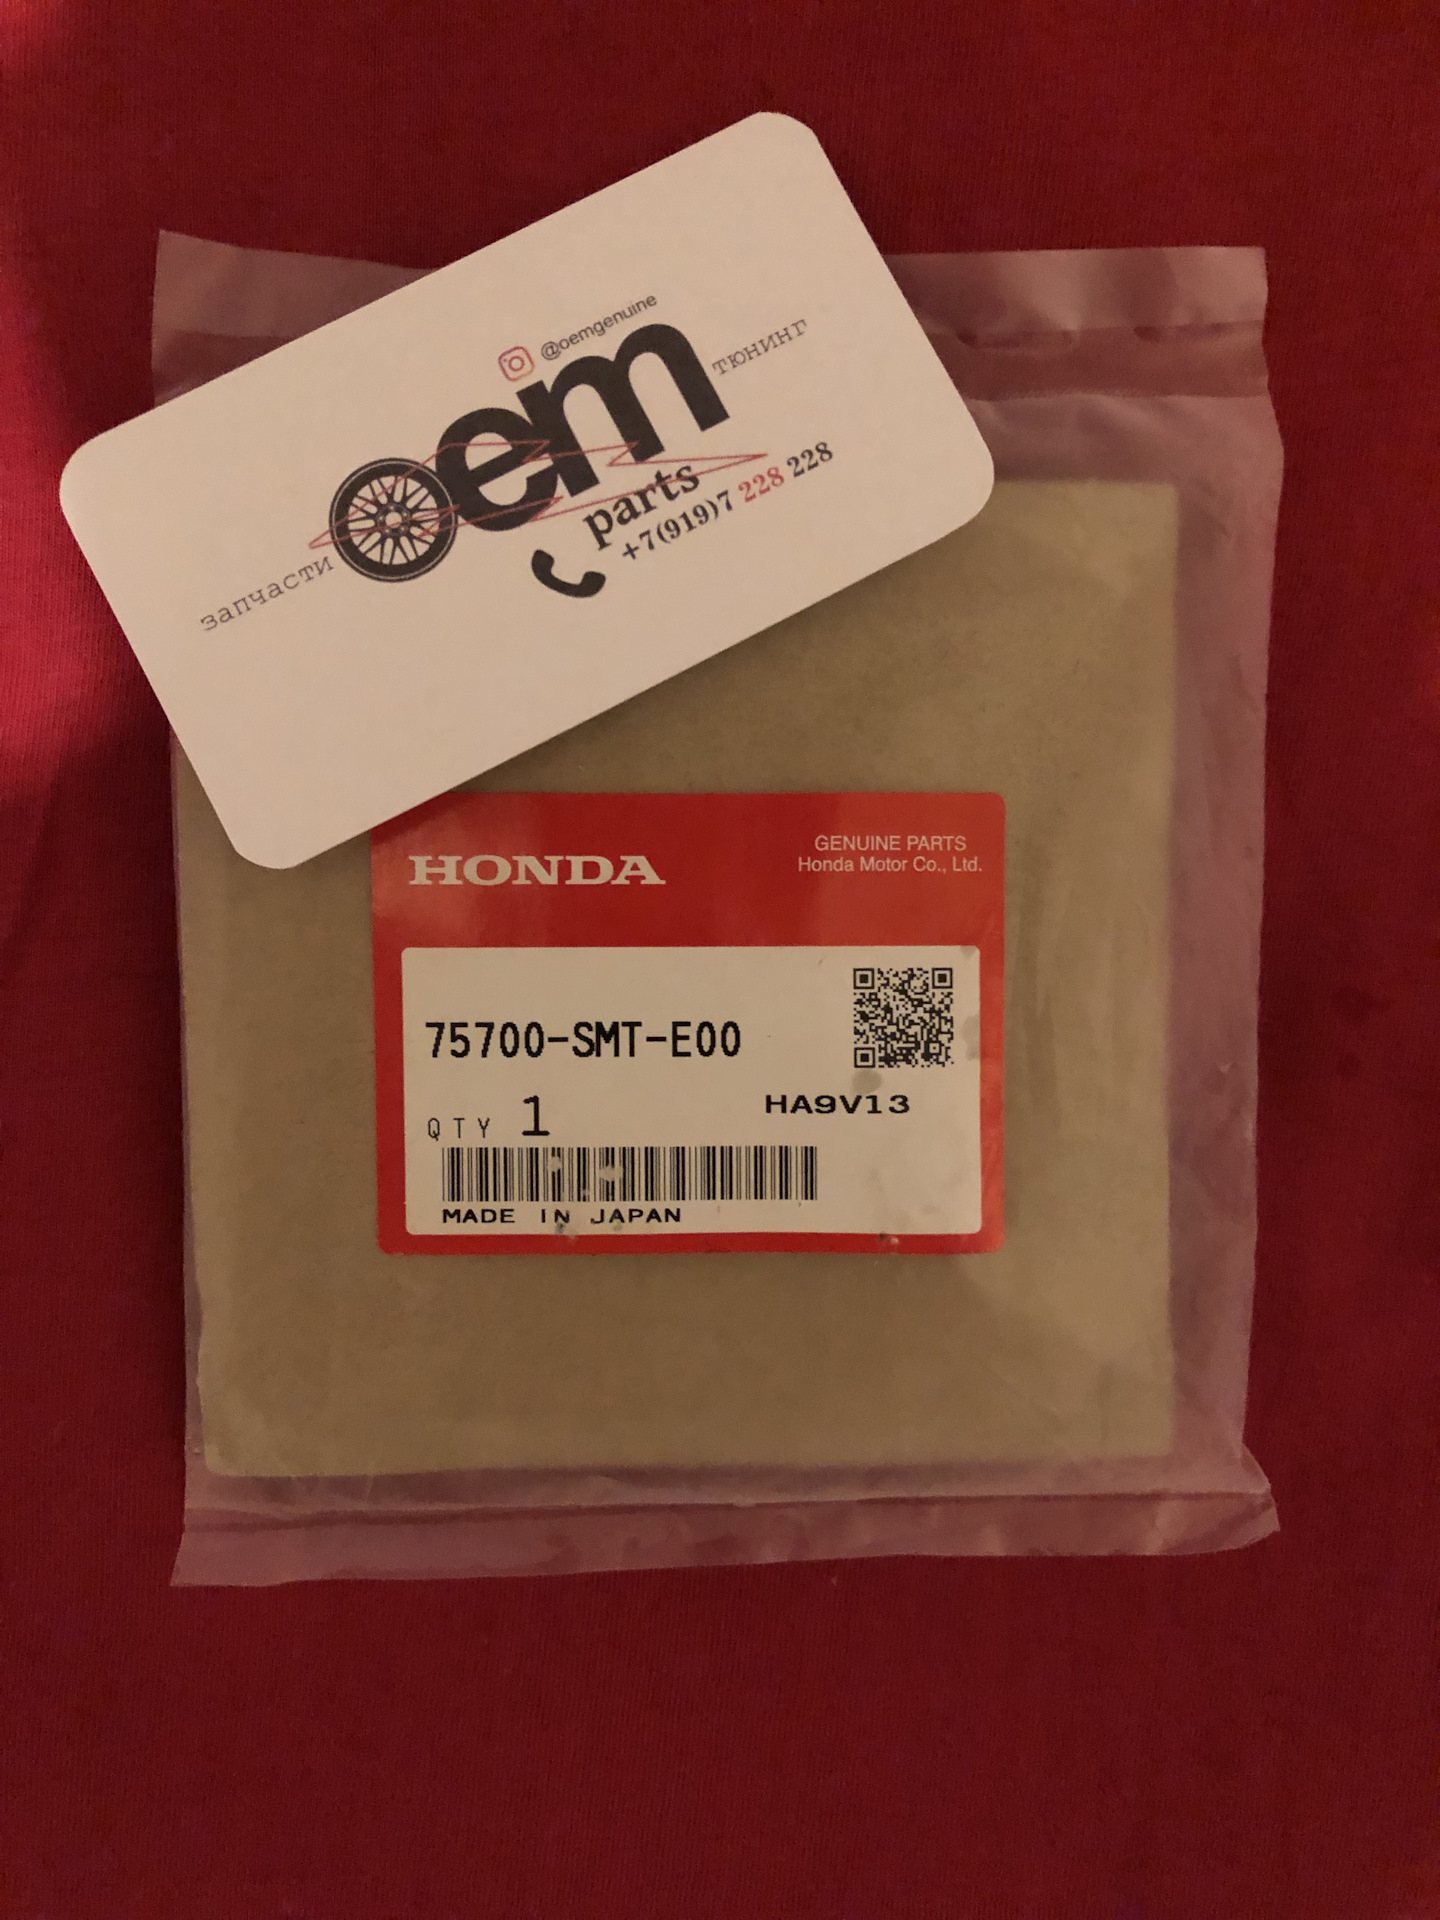 @oemgenuine
oem
тюнинг
запчасти
parts
+7(919)7 228 228
HONDA
GENUINE PARTS
Honda Motor Co., Ltd.
75700-SMT-E00
HA9V13
QTY 1
MADE IN JAPAN